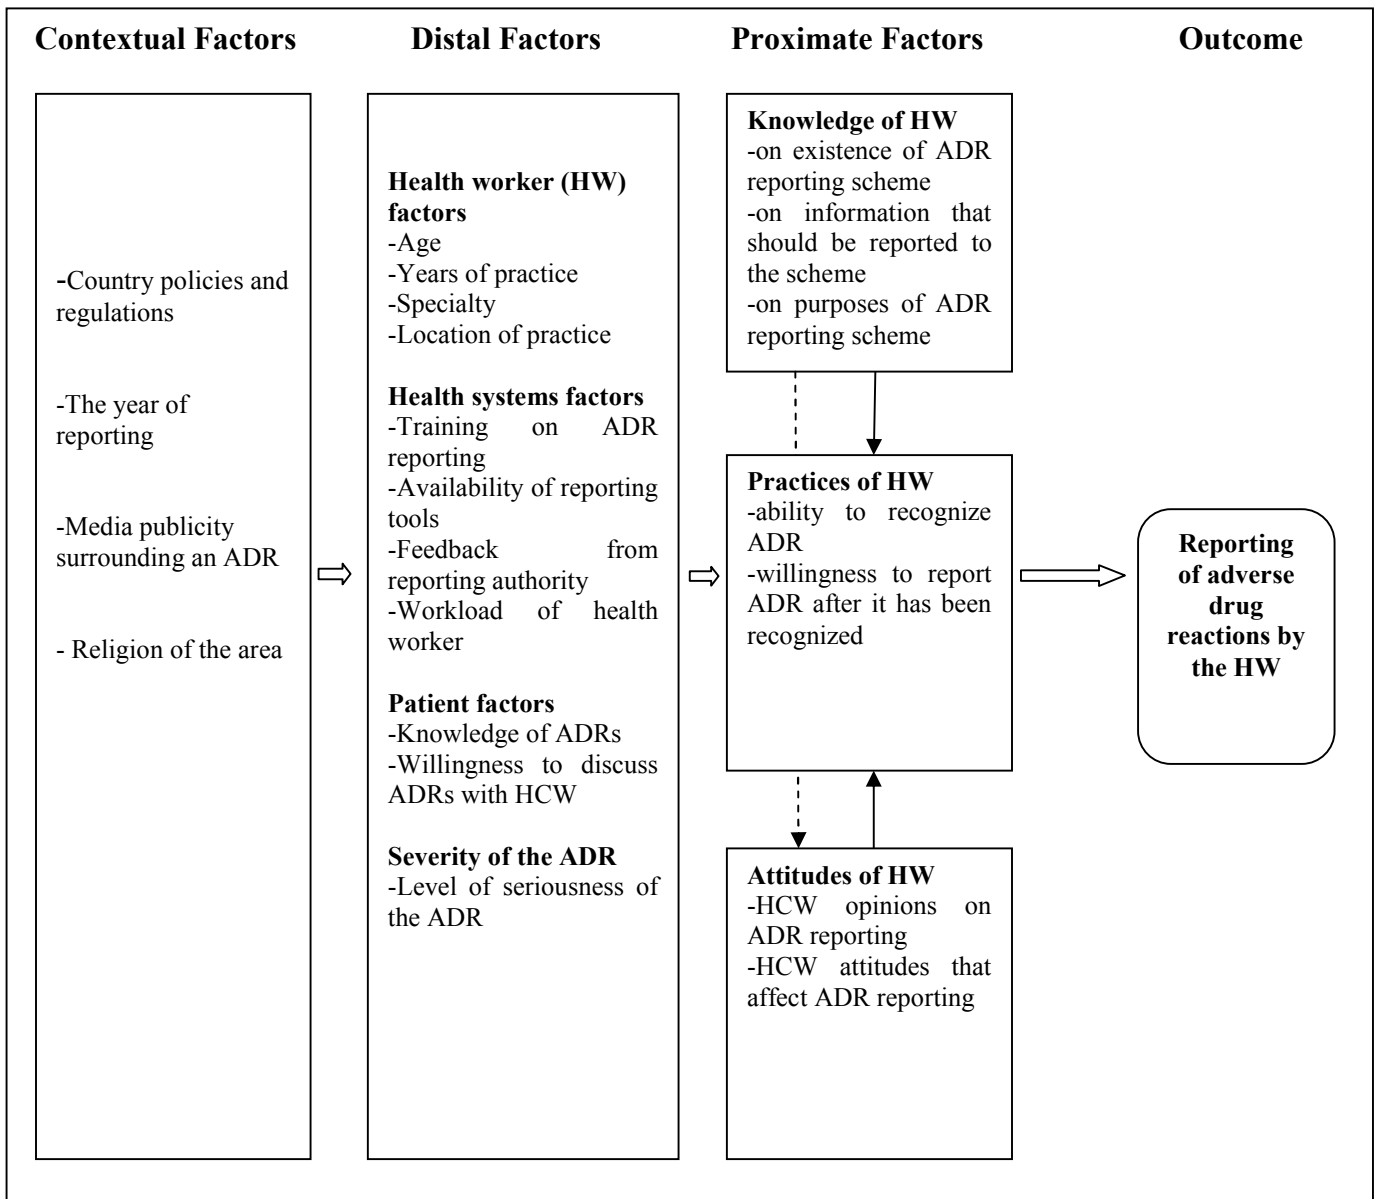 Contextual Factors
Distal Factors
Proximate Factors
Outcome
-Country policies and
regulations
-The year of
reporting
-Media publicity
surrounding an ADR
- Religion of the area
Health worker (HW)
factors
-Age
-Years of practice
-Specialty
-Location of practice
Health systems factors
-Training on ADR
reporting
-Availability of reporting
tools
-Feedback from
reporting authority
-Workload of health
worker
Patient factors
-Knowledge of ADRs
-Willingness to discuss
ADRs with HCW
Severity of the ADR
-Level of seriousness of
the ADR
Knowledge of HW
-on existence of ADR
reporting scheme
-on information that
should be reported to
the scheme
-on purposes of ADR
reporting scheme
Practices of HW
-ability to recognize
ADR
-willingness to report
ADR after it has been
recognized
Attitudes of HW
-HCW opinions on
ADR reporting
-HCW attitudes that
affect ADR reporting
Reporting
of adverse
drug
reactions by
the HW